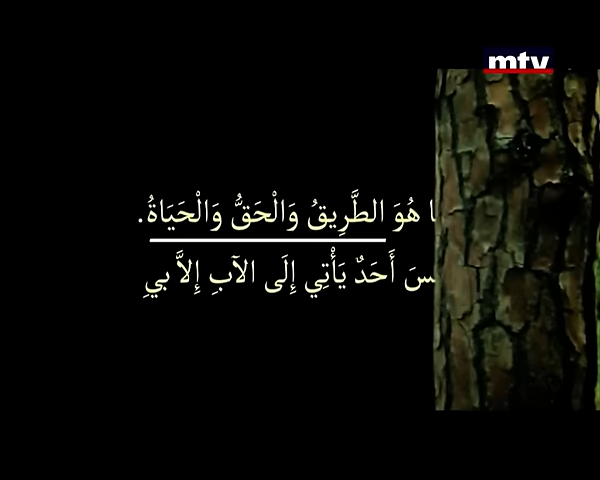 mtv
هُوَ الطَّرِيقُ وَالْحَقُّ وَالْحَيَاةُ.
أَحَدٌ يَأْتِي إِلَى الآبِ إِلاَّ بِي